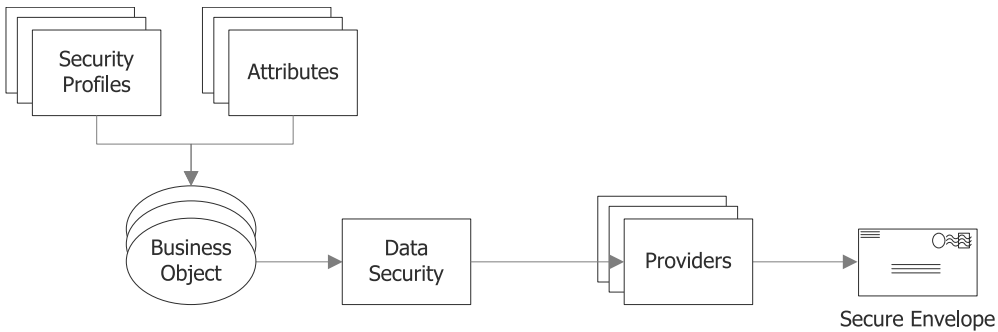 Security
Profiles
Attributes
Business
Object
Data
Security
Providers
Secure Envelope